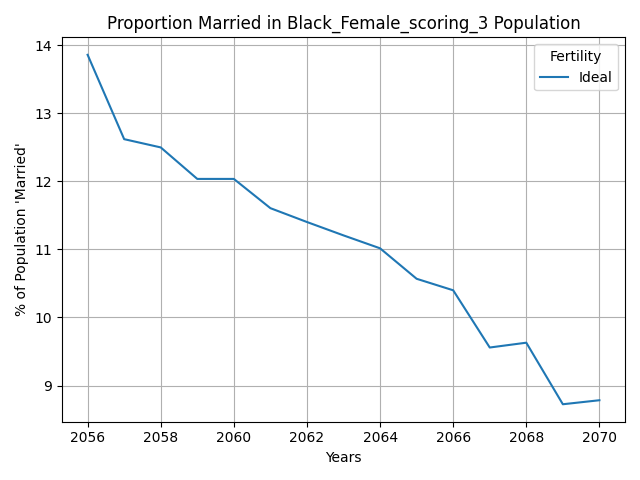 Proportion Married in Black_Female_scoring_3 Population
14
13
12
11
10
9
% of Population 'Married'
Fertility
Ideal
2056 2058 2060 2062 2064 2066 2068 2070
Years